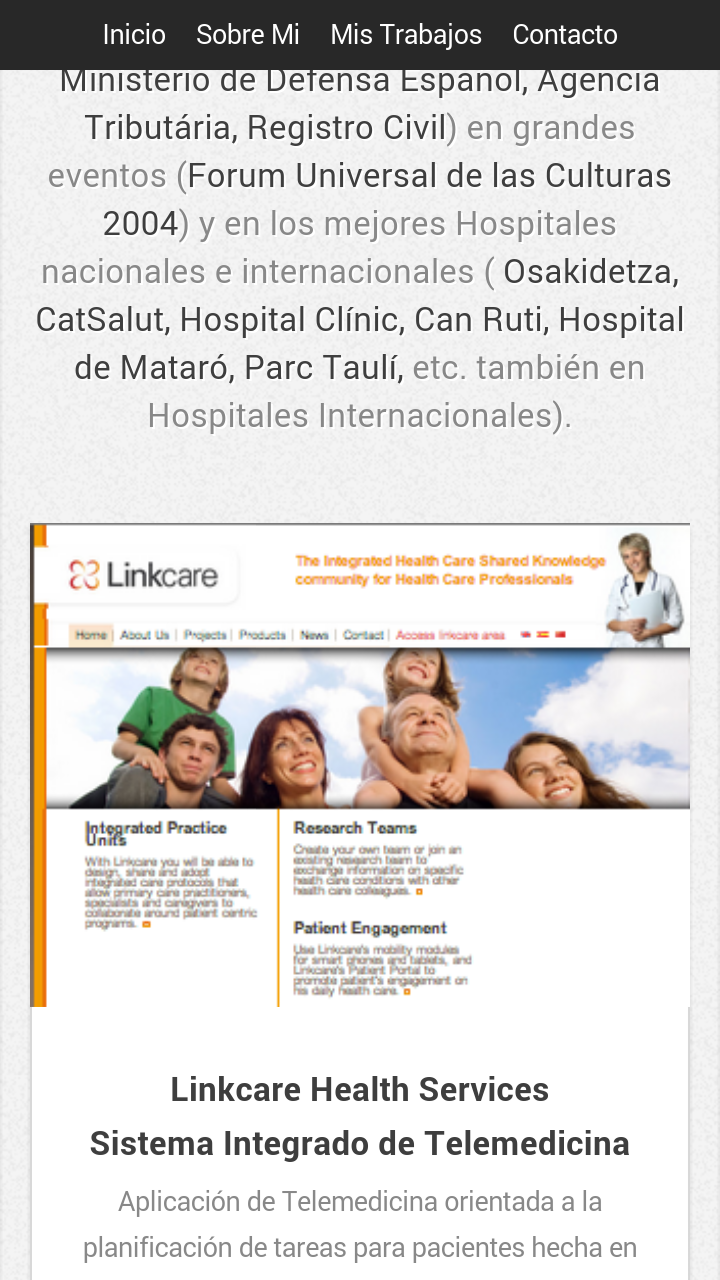 Inicio Sobre Mi Mis Trabajos Contacto
Ministerio de Defensa Español, Agencia
Tributária, Registro Civil) en grandes
eventos (Forum Universal de las Culturas
2004) y en los mejores Hospitales
nacionales e internacionales ( Osakidetza,
CatSalut, Hospital Clínic, Can Ruti, Hospital
de Mataró, Parc Taulí, etc. también en
Hospitales Internacionales).
Linkcare
The Integrated Health Care Shared Knowledge
community for Health Care Professionals
Home About Us | Projects | Products | News | Contact | Access linkcare area
Integrated Practice
Units
With Linkcare you will be able to
design, share and adopt
integrated care protocols that
allow primary care practitioners,
specialists and caregivers to
collaborate around patient centric
programs.
Research Teams
Create your own team or join an
existing research team to
exchange information on specific
health care conditions with other
health care colleagues.
Patient Engagement
Use Linkcare's mobility modules
for smart phones and tablets, and
Linkcare's Patient Portal to
promote patient's engagement on
his daily health care.
Linkcare Health Services
Sistema Integrado de Telemedicina
Aplicación de Telemedicina orientada a la
planificación de tareas para pacientes hecha en